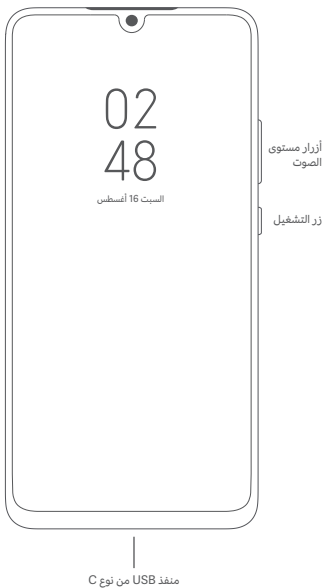 02
48
السبت 16 أغسطس
أزرار مستوى
الصوت
زر التشغيل
منفذ USB من نوع C